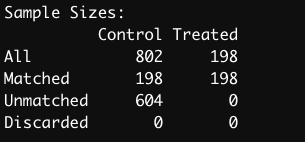 Sample Sizes:
          Control Treated
All           802     198
Matched       198     198
Unmatched     604       0
Discarded       0       0